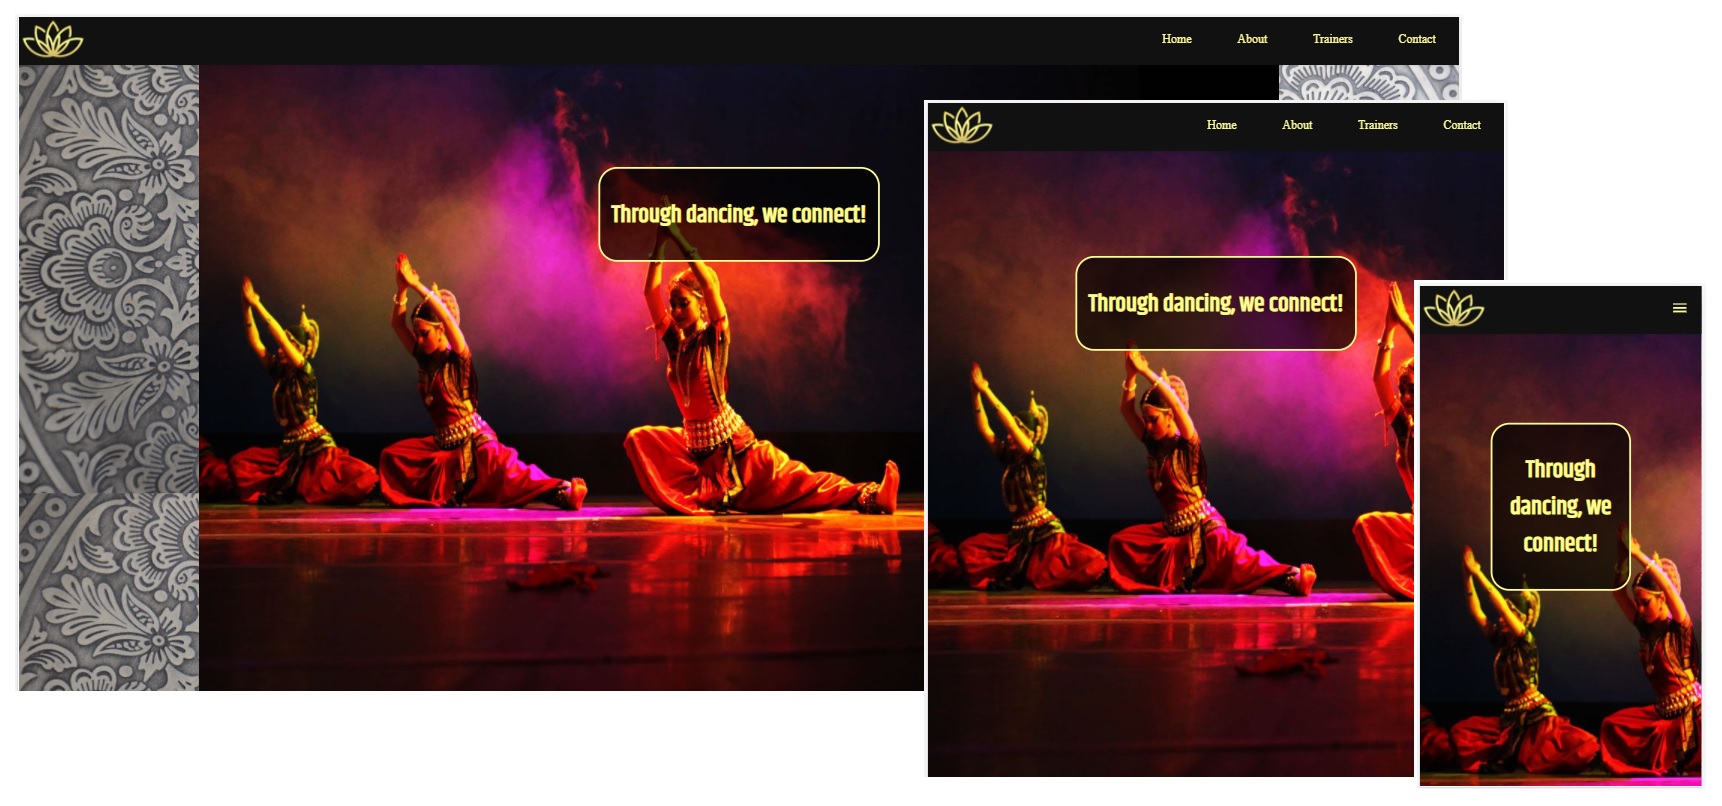 Home About Trainers Contact
Through dancing, we connect!
Home About Trainers Contact
Through dancing, we connect!
Through
dancing, we
connect!